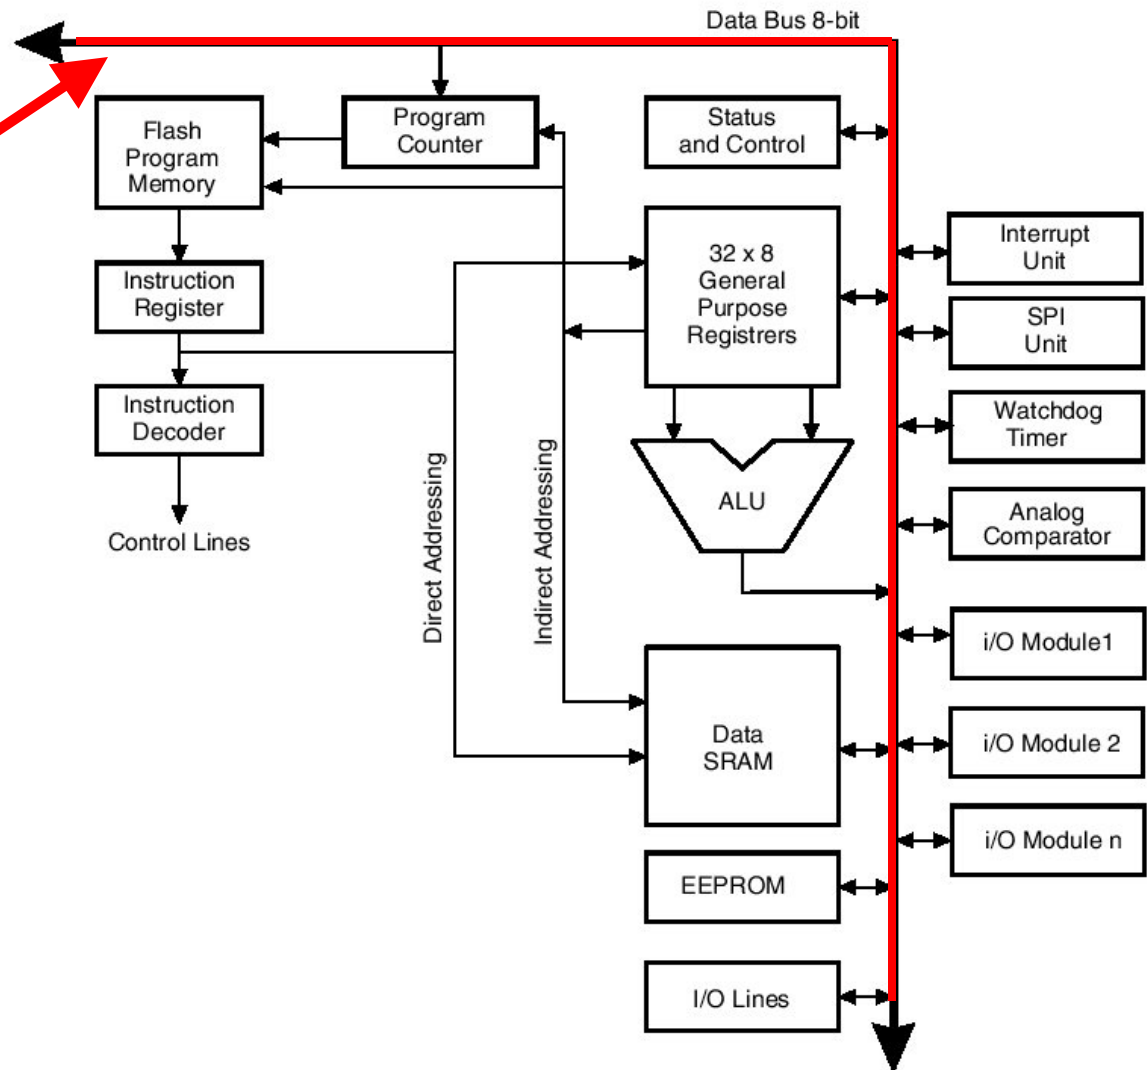 Data Bus 8-bit
Flash
Program
Memory
Program
Counter
Status
and Control
Instruction
Register
32 x 8
General
Purpose
Registrers
Interrupt
Unit
SPI
Unit
Instruction
Decoder
Watchdog
Timer
Control Lines
Direct Addressing
Indirect Addressing
ALU
Analog
Comparator
i/O Module1
Data
SRAM
i/O Module 2
i/O Module n
EEPROM
I/O Lines